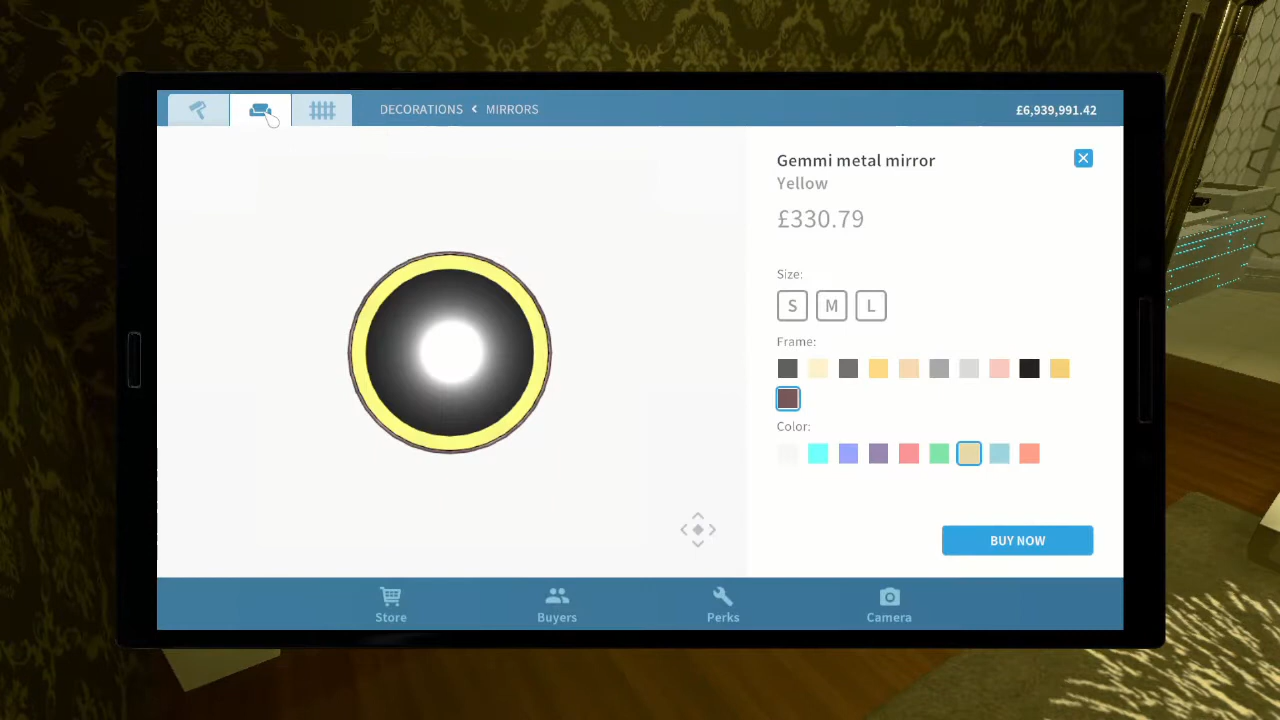 DECORATIONS < MIRRORS
£6,939,991.42
Gemmi metal mirror
Yellow
£330.79
Size:
S M L
Frame:
Color:
BUY NOW
Store Buyers Perks Camera